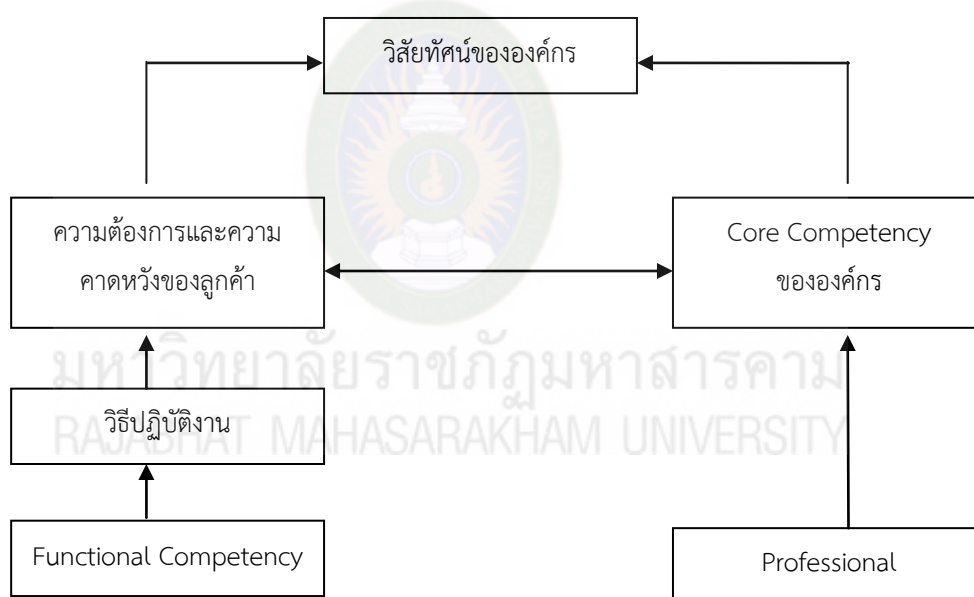 วิสัยทัศน์ขององค์กร
ความต้องการและความ
คาดหวังของลูกค้า
Core Competency
ขององค์กร
มหาวิทยาลัยราชภัฏมหาสารคาม
RAJABHAT MAHASARAKHAM UNIVERSITY
วิธีปฏิบัติงาน
Functional Competency
Professional